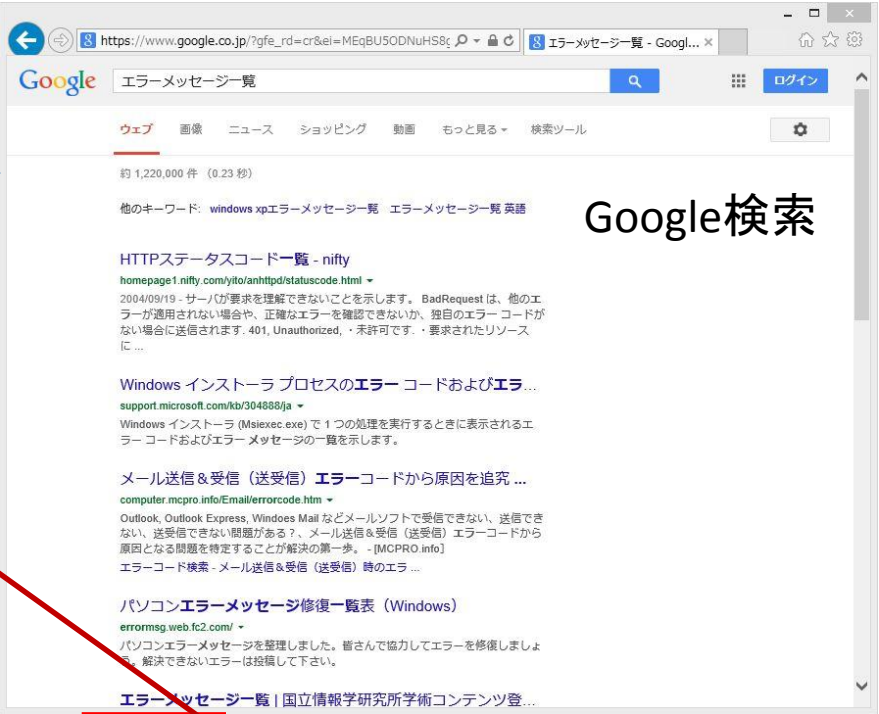 https://www.google.co.jp/?gfe_rd=cr&ei=MEqBU5ODNuHS8g
エラーメッセージ一覧 - Googl... ×
Google エラーメッセージ一覧 ログイン
ウェブ 画像 ニュース ショッピング 動画 もっと見る 検索ツール
約 1,220,000 件 (0.23 秒)
他のキーワード: windows xpエラーメッセージ一覧 エラーメッセージ一覧 英語
Google検索
HTTPステータスコード一覧 - nifty
homepage1.nifty.com/yito/anhttpd/statuscode.html
2004/09/19 - サーバが要求を理解できないことを示します。 BadRequest は、他のエ
ラーが適用されない場合や、正確なエラーを確認できないか、独自のエラー コードが
ない場合に送信されます. 401, Unauthorized, ・未許可です. ・要求されたリソース
に ...
Windows インストーラ プロセスのエラー コードおよびエラ...
support.microsoft.com/kb/304888/ja
Windows インストーラ (Msiexec.exe) で 1 つの処理を実行するときに表示されるエ
ラー コードおよびエラー メッセージの一覧を示します。
メール送信＆受信（送受信）エラーコードから原因を追究 ...
computer.mcpro.info/Email/errorcode.htm
Outlook, Outlook Express, Windoes Mail などメールソフトで受信できない、送信でき
ない、送受信できない問題がある？、メール送信＆受信（送受信）エラーコードから
原因となる問題を特定することが解決の第一歩。 - [MCPRO.info]
エラーコード検索 - メール送信＆受信（送受信）時のエラ ...
パソコンエラーメッセージ修復一覧表（Windows）
errormsg.web.fc2.com/
パソコンエラーメッセージを整理しました。皆さんで協力してエラーを修復しましょ
う。解決できないエラーは投稿して下さい。
エラーメッセージ一覧 | 国立情報学研究所学術コンテンツ登...